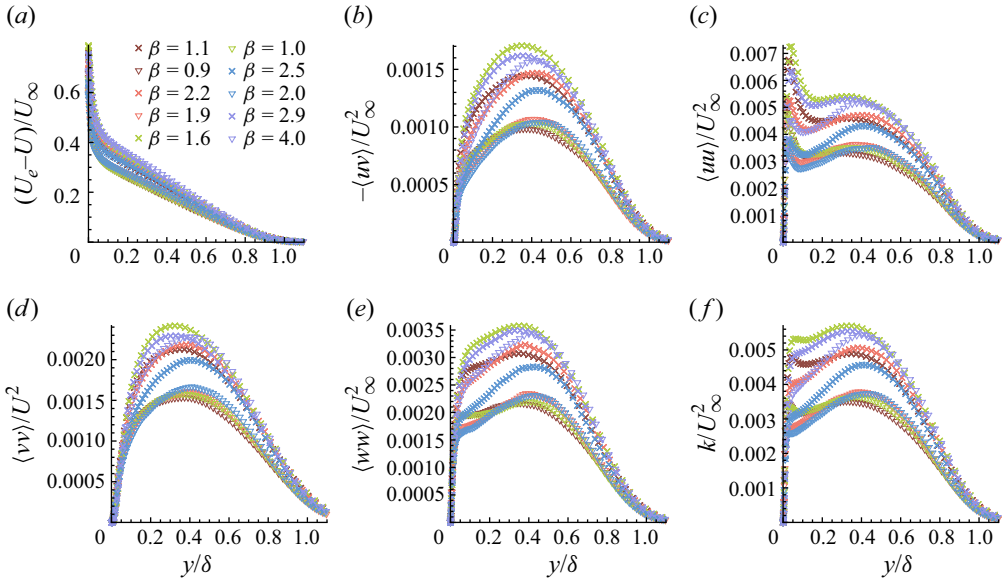 (a)
((U_e–U)/U_∞
0.6
0.4
0.2
0
0.2 0.4 0.6 0.8 1.0
× β = 1.1
▽ β = 0.9
× β = 2.2
▽ β = 1.9
× β = 1.6
▽ β = 1.0
× β = 2.5
▽ β = 2.0
× β = 2.9
▽ β = 4.0
(b)
–⟨uv⟩/U²_∞
0.0015
0.0010
0.0005
0
0.2 0.4 0.6 0.8 1.0
(c)
⟨uu⟩/U²_∞
0.007
0.006
0.005
0.004
0.003
0.002
0.001
0
0.2 0.4 0.6 0.8 1.0
(d)
⟨vv⟩/U²
0.0020
0.0015
0.0010
0.0005
0
0.2 0.4 0.6 0.8 1.0
y/δ
(e)
⟨ww⟩/U²_∞
0.0035
0.0030
0.0025
0.0020
0.0015
0.0010
0.0005
0
0.2 0.4 0.6 0.8 1.0
y/δ
(f)
k/U²_∞
0.005
0.004
0.003
0.002
0.001
0
0.2 0.4 0.6 0.8 1.0
y/δ